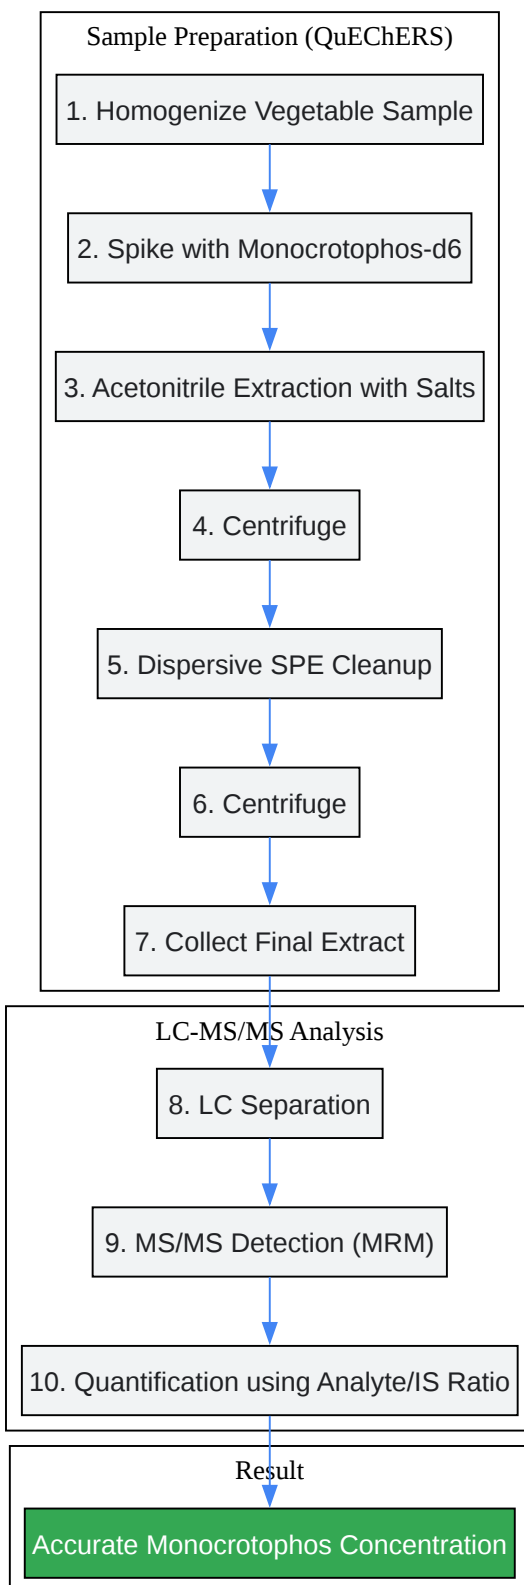 Sample Preparation (QuEChERS)
1. Homogenize Vegetable Sample
2. Spike with Monocrotophos-d6
3. Acetonitrile Extraction with Salts
4. Centrifuge
5. Dispersive SPE Cleanup
6. Centrifuge
7. Collect Final Extract
LC-MS/MS Analysis
8. LC Separation
9. MS/MS Detection (MRM)
10. Quantification using Analyte/IS Ratio
Result
Accurate Monocrotophos Concentration